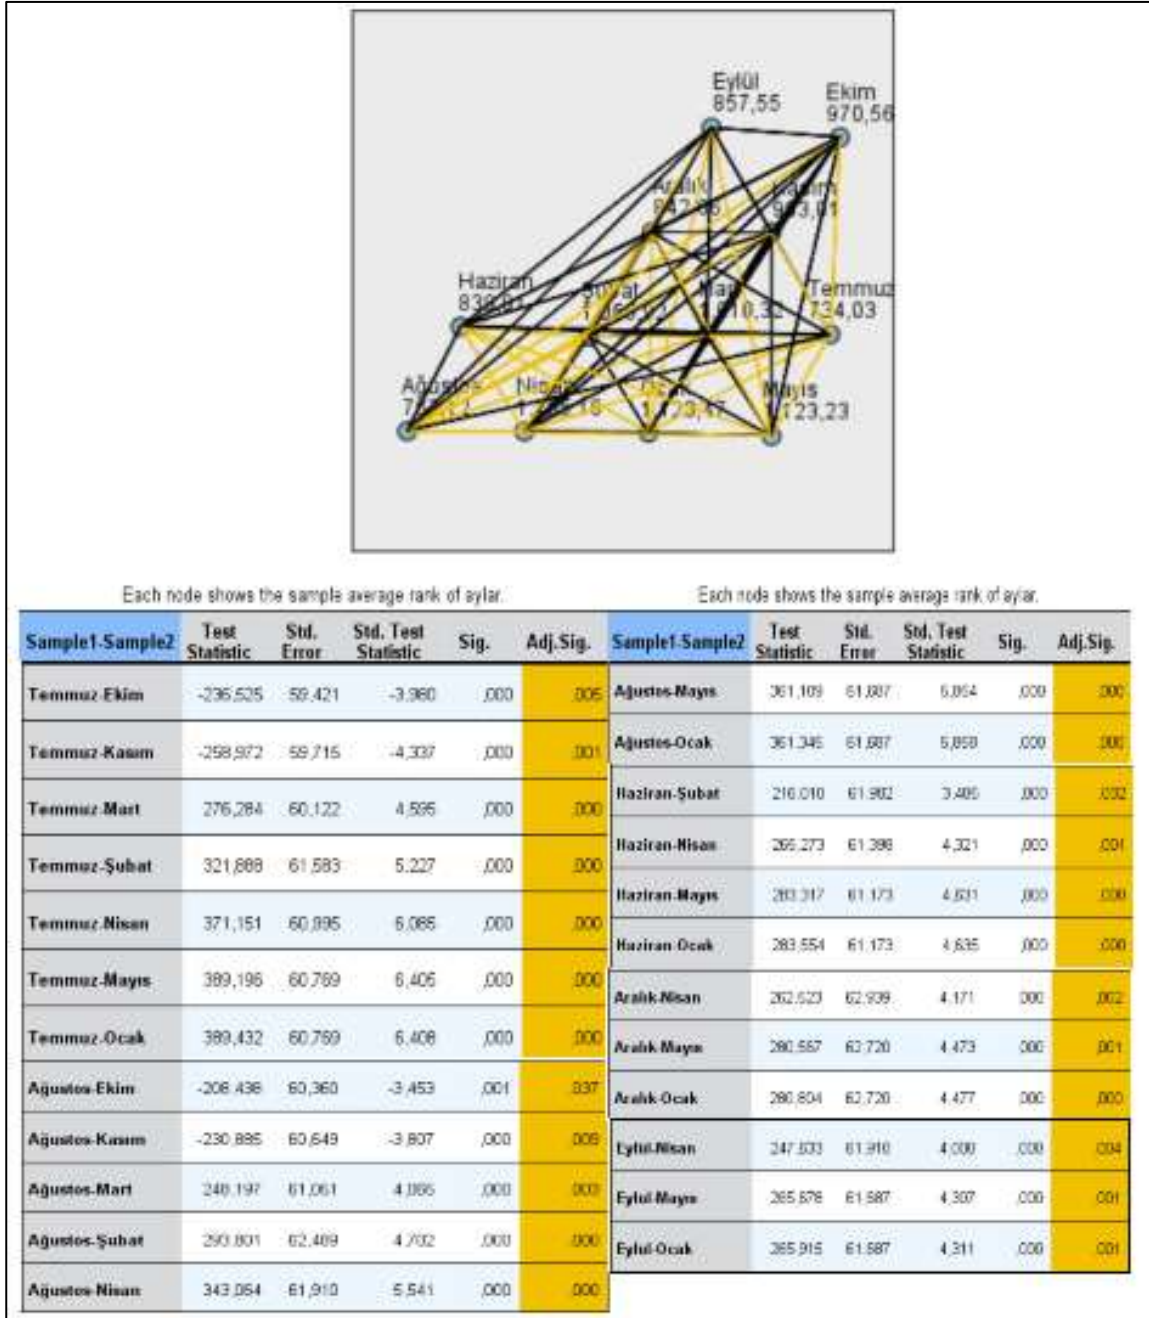 Eylül
857,55
Ekim
970,56
Aralık
Haziran
Mart
Temmuz
734,03
Mayıs
Each node shows the sample average rank of aylar.
Sample1-Sample2 Test Statistic Std. Error Std. Test Statistic Sig. Adj.Sig.
Temmuz-Ekim -236,525 59,421 -3,980 ,000 ,005
Temmuz-Kasım -258,972 59,715 -4,337 ,000 ,001
Temmuz-Mart 276,284 60,122 4,595 ,000 ,000
Temmuz-Şubat 321,888 61,583 5,227 ,000 ,000
Temmuz-Nisan 371,151 60,995 6,085 ,000 ,000
Temmuz-Mayıs 389,196 60,769 6,405 ,000 ,000
Temmuz-Ocak 389,432 60,769 6,408 ,000 ,000
Ağustos-Ekim -208,438 60,360 -3,453 ,001 ,037
Ağustos-Kasım -230,885 60,649 -3,807 ,000 ,009
Ağustos-Mart 248,197 61,051 4,065 ,000 ,003
Ağustos-Şubat 293,801 62,489 4,702 ,000 ,000
Ağustos-Nisan 343,064 61,910 5,541 ,000 ,000
Each node shows the sample average rank of aylar.
Sample1-Sample2 Test Statistic Std. Error Std. Test Statistic Sig. Adj.Sig.
Ağustos-Mayıs 361,109 61,687 ,000 ,000
Ağustos-Ocak 361,345 61,687 ,000 ,000
Haziran-Şubat 216,010 61,982 3,485 ,000 ,032
Haziran-Nisan 265,273 61,398 4,321 ,000 ,001
Haziran-Mayıs 283,317 61,173 4,631 ,000 ,000
Haziran-Ocak 283,554 61,173 4,635 ,000 ,000
Aralık-Nisan 262,523 62,939 4,171 ,000 ,002
Aralık-Mayıs 280,567 62,720 4,473 ,000 ,001
Aralık-Ocak 280,804 62,720 4,477 ,000 ,000
Eylül-Nisan 247,633 61,910 4,000 ,000 ,004
Eylül-Mayıs 265,678 61,687 4,307 ,000 ,001
Eylül-Ocak 265,915 61,687 4,311 ,000 ,001